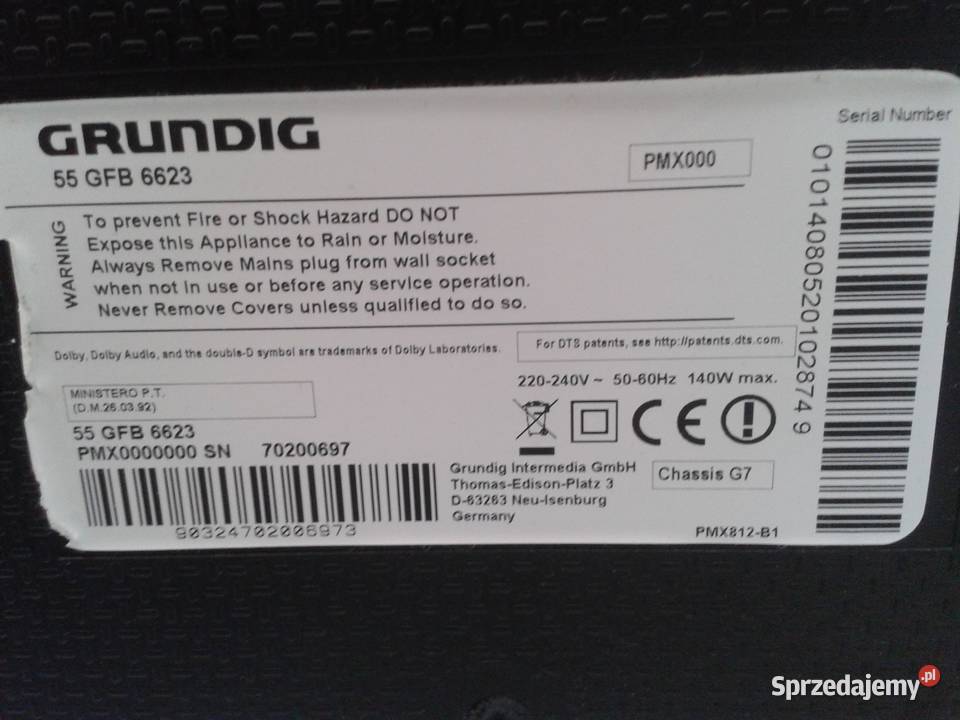 GRUNDIG
55 GFB 6623
PMX000
Serial Number
WARNING
To prevent Fire or Shock Hazard DO NOT
Expose this Appliance to Rain or Moisture.
Always Remove Mains plug from wall socket
when not in use or before any service operation.
Never Remove Covers unless qualified to do so.
Dolby, Dolby Audio, and the double-D symbol are trademarks of Dolby Laboratories.
For DTS patents, see http://patents.dts.com.
220-240V ~ 50-60Hz 140W max.
MINISTERO P.T.
(D.M.26.03.92)
55 GFB 6623
PMX0000000 SN 70200697
90324702006973
CE
Grundig Intermedia GmbH
Thomas-Edison-Platz 3
D-63263 Neu-Isenburg
Germany
Chassis G7
PMX812-B1
01014080520102874 9
Sprzedajemy.pl